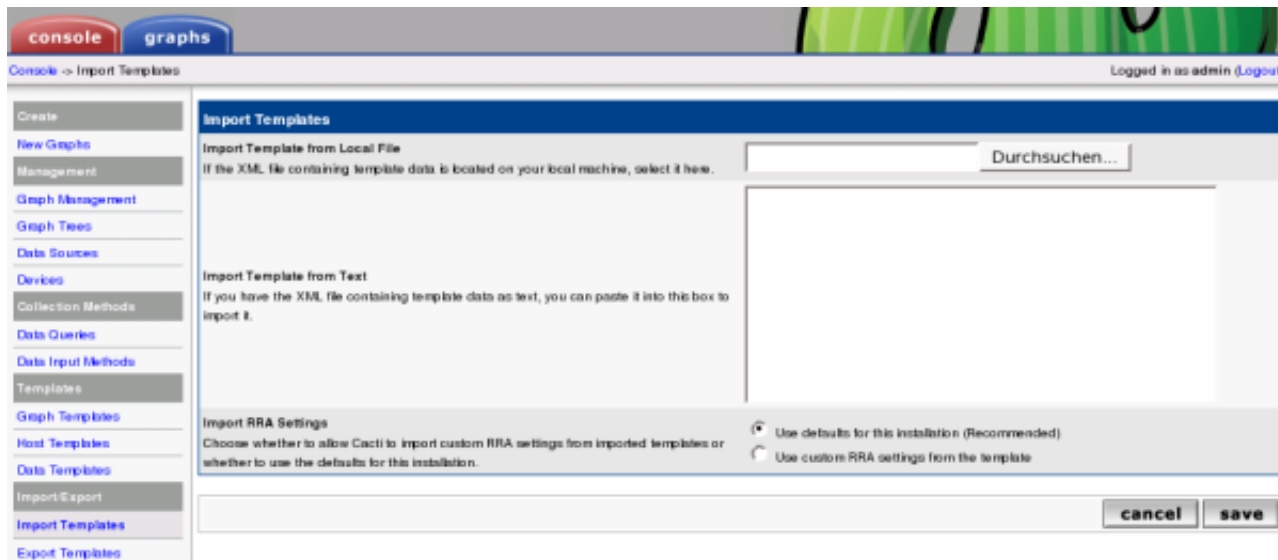 console
graphs
Console -> Import Templates
Logged in as admin (Logout
Create
New Graphs
Management
Graph Management
Graph Trees
Data Sources
Devices
Collection Methods
Data Queries
Data Input Methods
Templates
Graph Templates
Host Templates
Data Templates
Import/Export
Import Templates
Export Templates
Import Templates
Import Template from Local File
If the XML file containing template data is located on your local machine, select it here.
Durchsuchen...
Import Template from Text
If you have the XML file containing template data as text, you can paste it into this box to
import it.
Import RRA Settings
Choose whether to allow Cacti to import custom RRA settings from imported templates or
whether to use the defaults for this installation.
Use defaults for this installation (Recommended)
Use custom RRA settings from the template
cancel
save